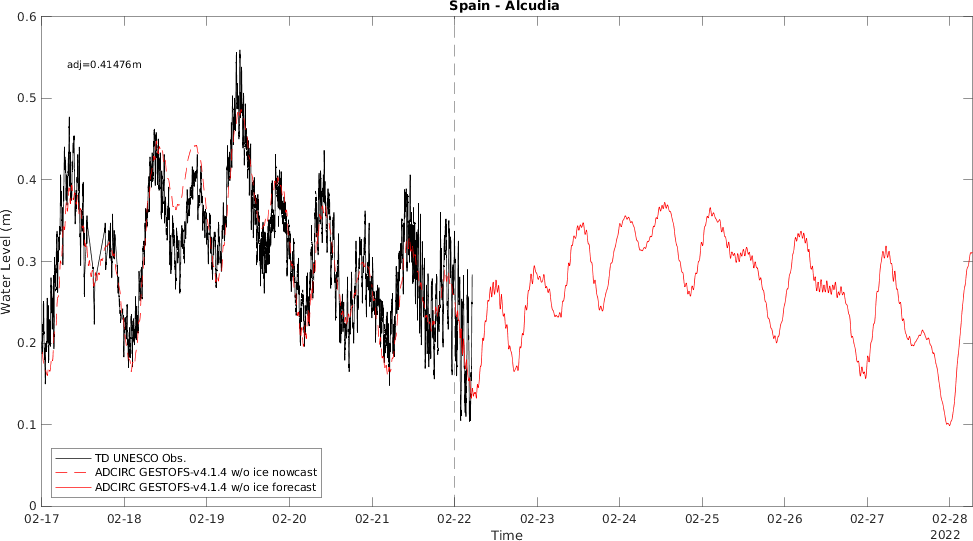 Spain - Alcudia
0.6
adj=0.41476m
0.5
0.4
0.3
0.2
0.1
0
Water Level (m)
TD UNESCO Obs.
ADCIRC GESTOFS-v4.1.4 w/o ice nowcast
ADCIRC GESTOFS-v4.1.4 w/o ice forecast
02-17 02-18 02-19 02-20 02-21 02-22 02-23 02-24 02-25 02-26 02-27 02-28
2022
Time